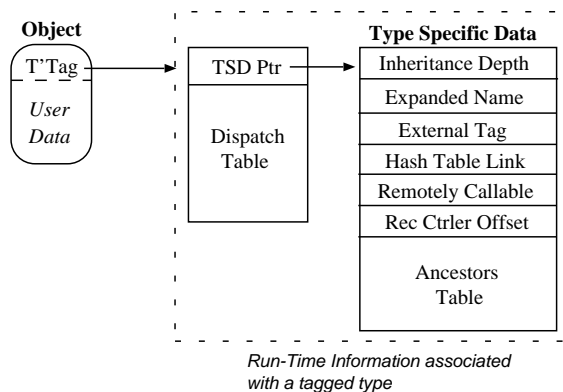 Object
T'Tag
User
Data
TSD Ptr
Dispatch
Table
Type Specific Data
Inheritance Depth
Expanded Name
External Tag
Hash Table Link
Remotely Callable
Rec Ctrler Offset
Ancestors
Table
Run-Time Information associated
with a tagged type